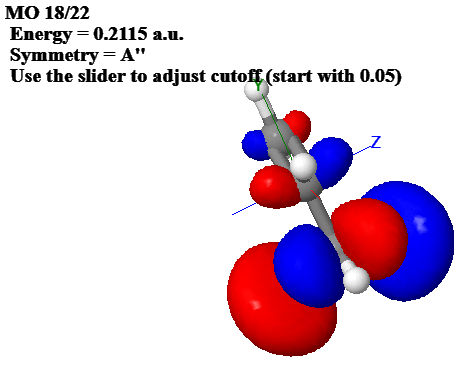 MO 18/22
Energy = 0.2115 a.u.
Symmetry = A"
Use the slider to adjust cutoff (start with 0.05)
Y
Z